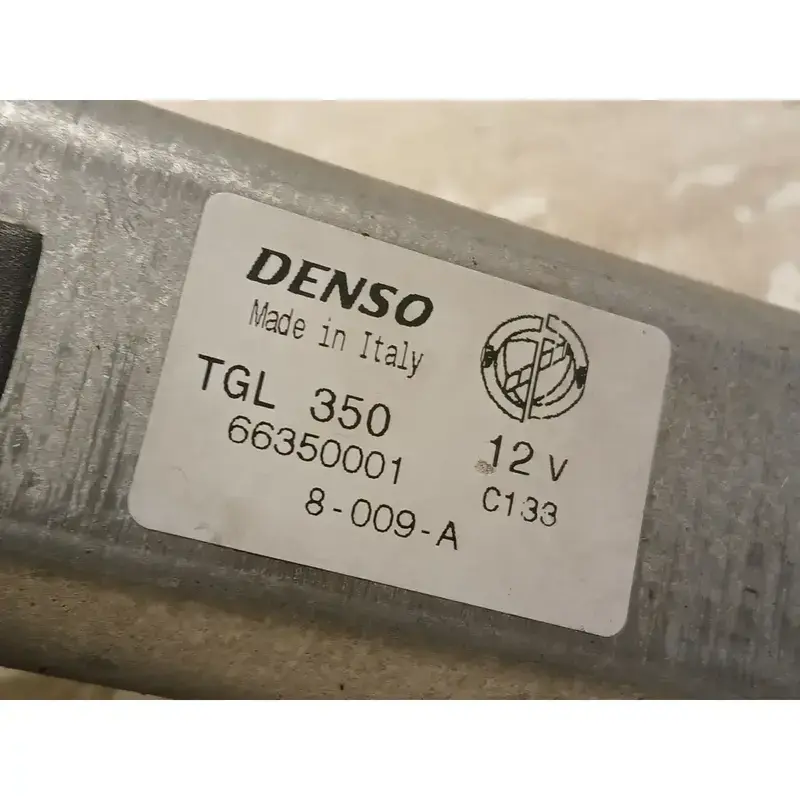 DENSO
Made in Italy
TGL 350
66350001
8-009-A
12 V
C133